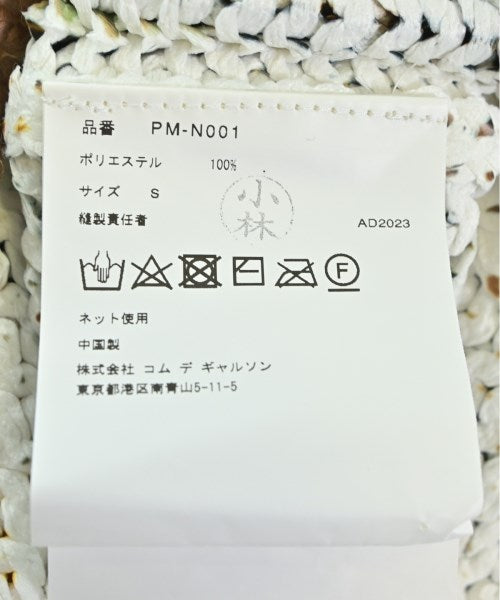 品番 PM-N001
ポリエステル 100%
サイズ S
小林
縫製責任者 AD2023
F
ネット使用
中国製
株式会社 コム デ ギャルソン
東京都港区南青山5-11-5